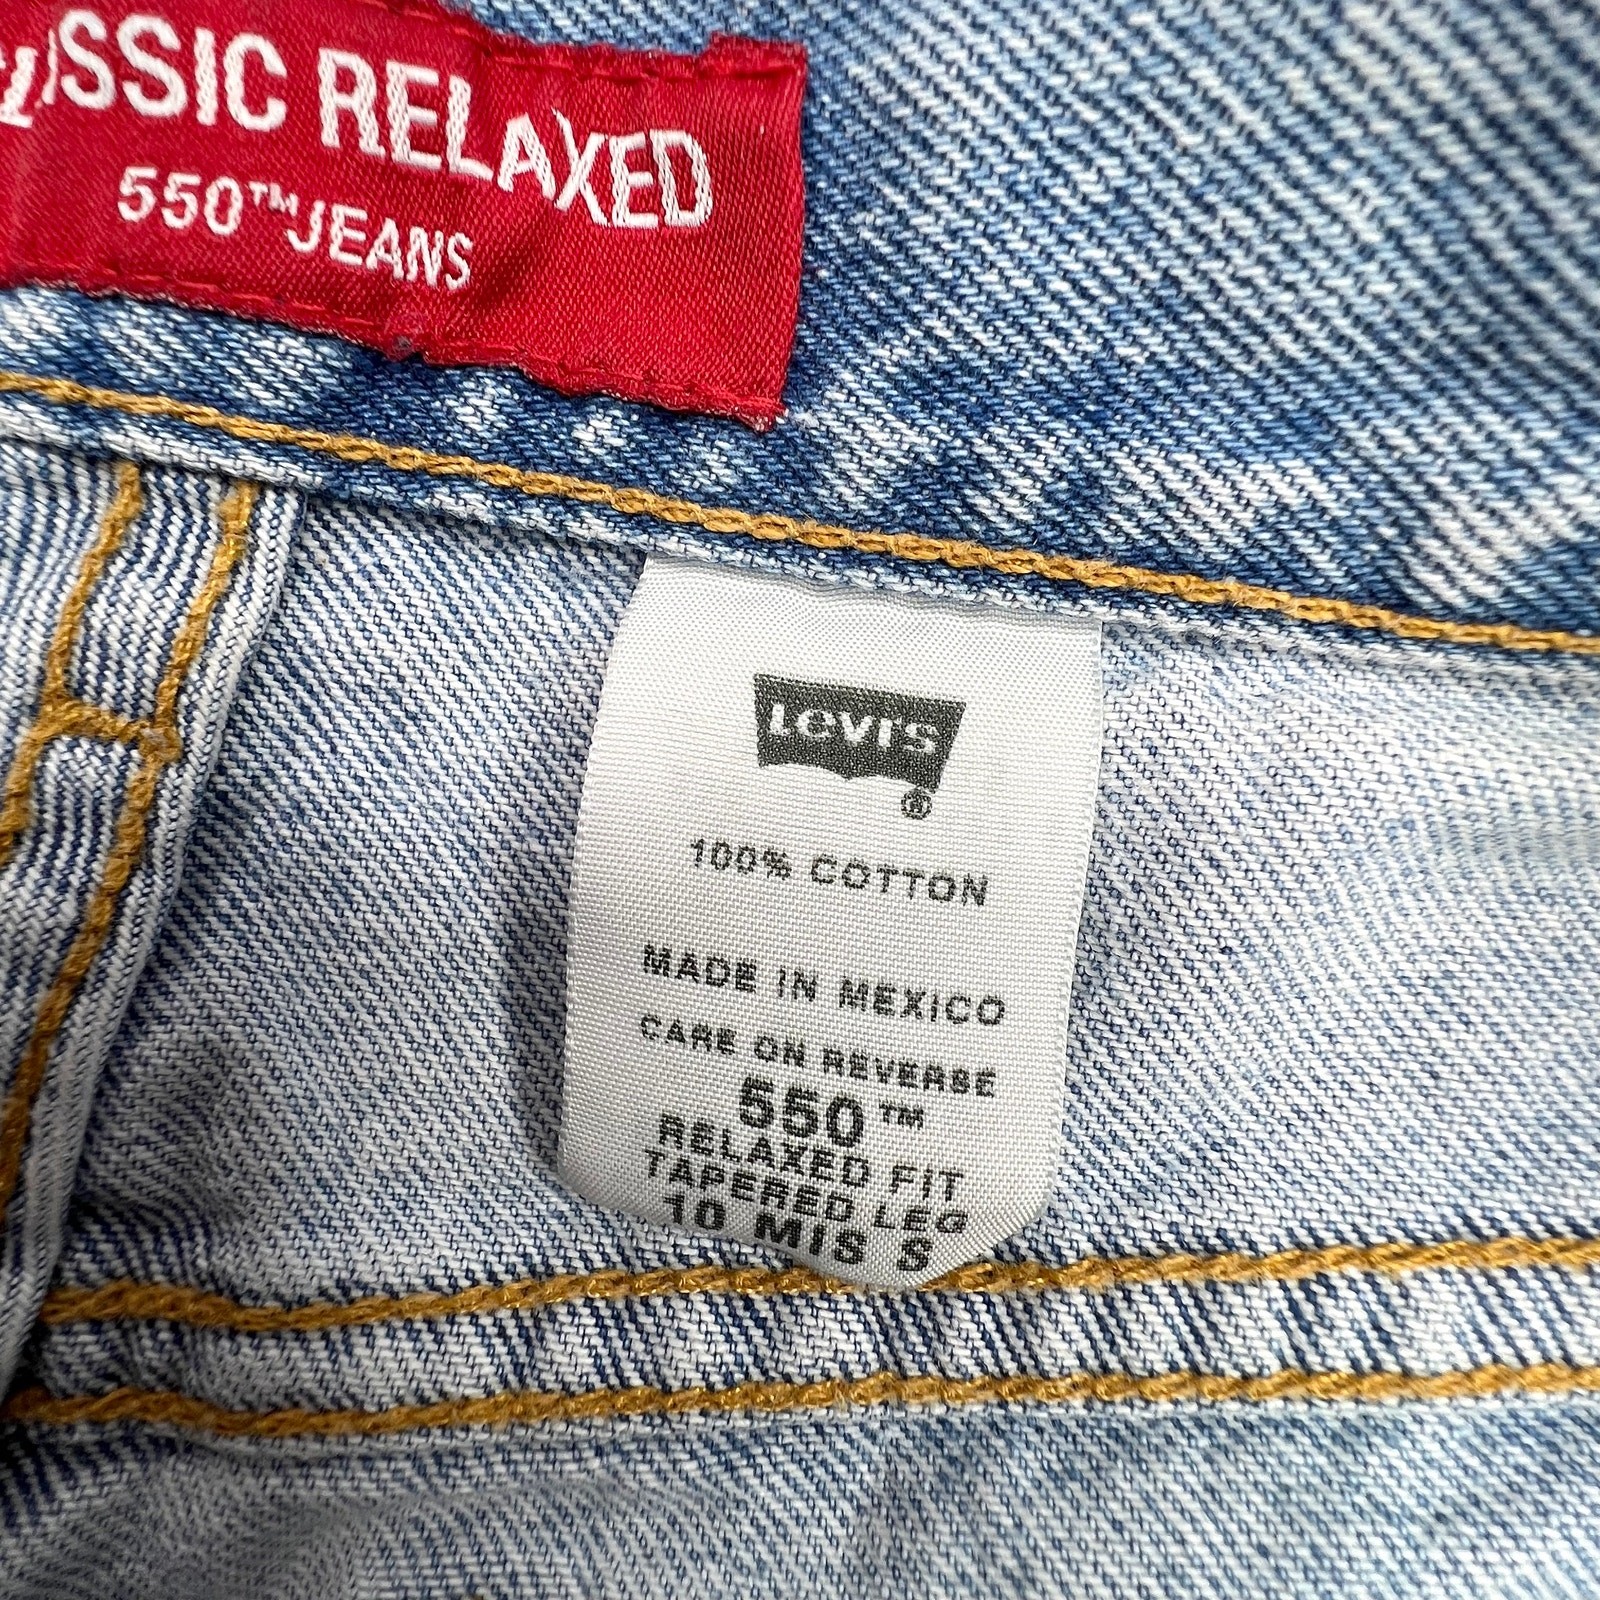 CLASSIC RELAXED
550™ JEANS
LEVI'S
®
100% COTTON
MADE IN MEXICO
CARE ON REVERSE
550™
RELAXED FIT
TAPERED LEG
10 MIS S